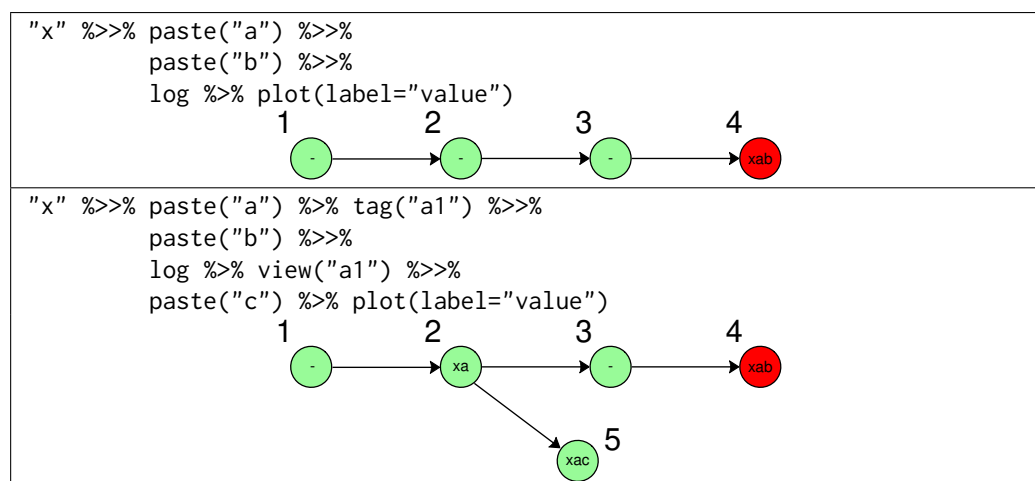 "x" %>>% paste("a") %>>%
paste("b") %>>%
log %>% plot(label="value")
1 2 3 4
- - - xab
"x" %>>% paste("a") %>% tag("a1") %>>%
paste("b") %>>%
log %>% view("a1") %>>%
paste("c") %>% plot(label="value")
1 2 3 4
- xa - xab
5
xac